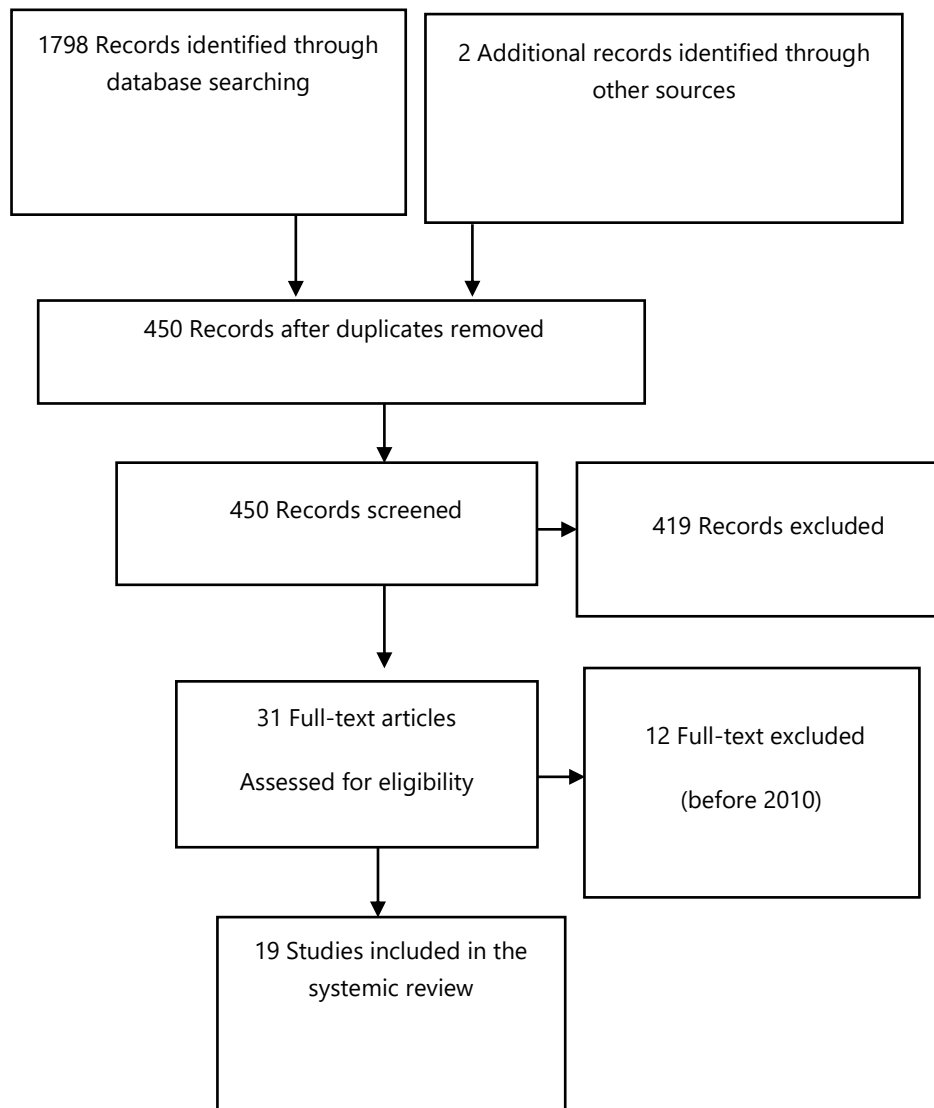 1798 Records identified through
database searching
2 Additional records identified through
other sources
450 Records after duplicates removed
450 Records screened
419 Records excluded
31 Full-text articles
Assessed for eligibility
12 Full-text excluded
(before 2010)
19 Studies included in the
systemic review